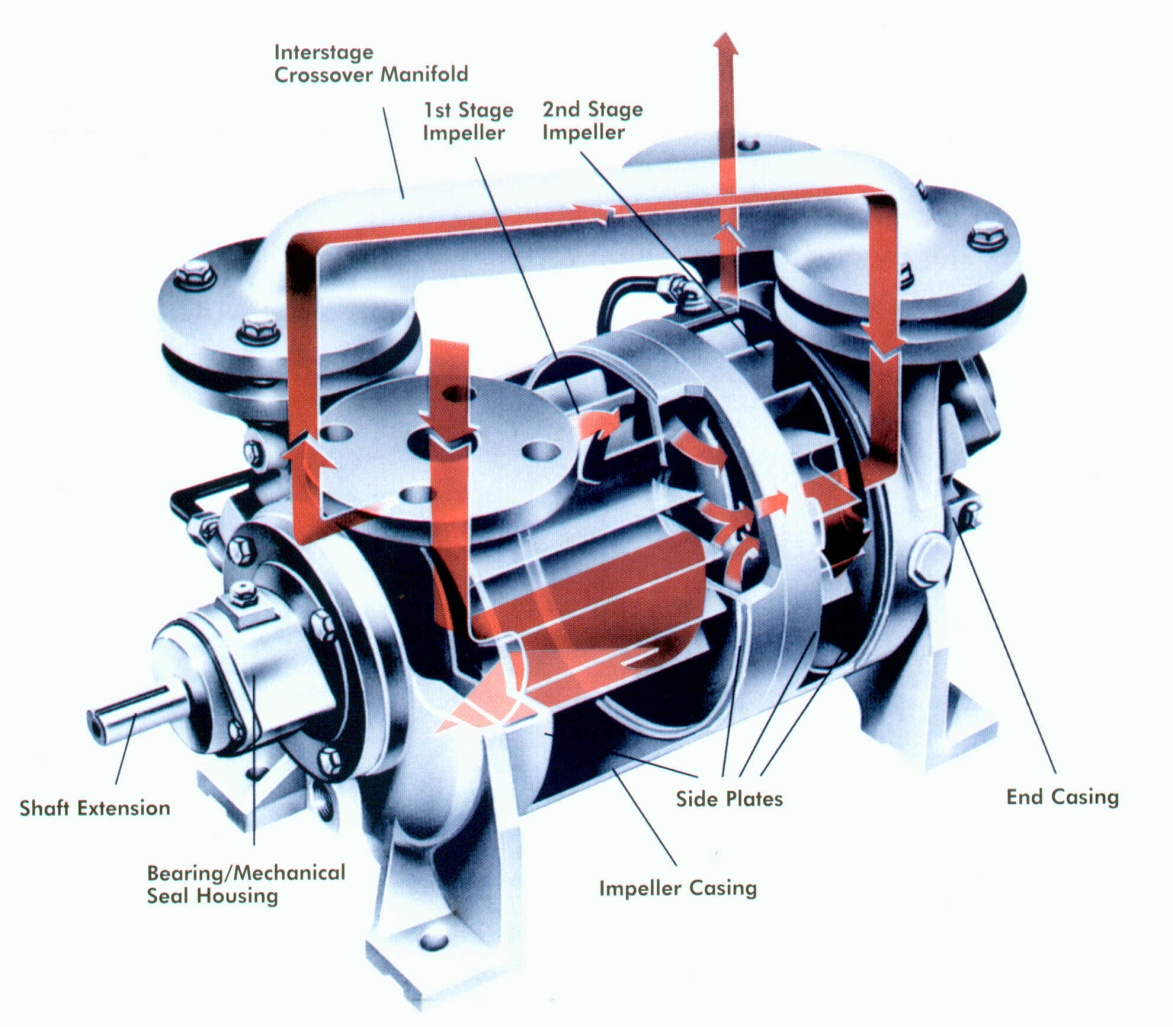 Interstage
Crossover Manifold
1st Stage
Impeller
2nd Stage
Impeller
Shaft Extension
Side Plates
End Casing
Bearing/Mechanical
Seal Housing
Impeller Casing